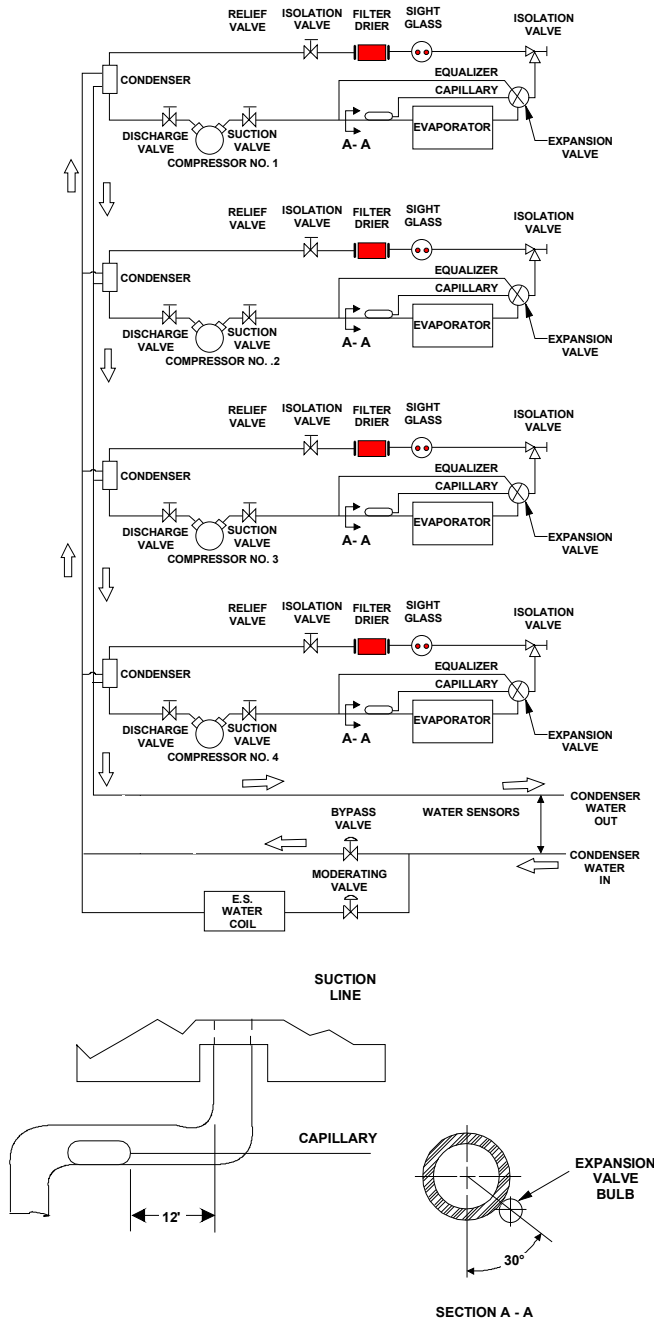 RELIEF
VALVE
ISOLATION
VALVE
FILTER
DRIER
SIGHT
GLASS
ISOLATION
VALVE
CONDENSER
EQUALIZER
CAPILLARY
DISCHARGE
VALVE
SUCTION
VALVE
COMPRESSOR NO. 1
A- A
EVAPORATOR
EXPANSION
VALVE
RELIEF
VALVE
ISOLATION
VALVE
FILTER
DRIER
SIGHT
GLASS
ISOLATION
VALVE
CONDENSER
EQUALIZER
CAPILLARY
DISCHARGE
VALVE
SUCTION
VALVE
COMPRESSOR NO. .2
A- A
EVAPORATOR
EXPANSION
VALVE
RELIEF
VALVE
ISOLATION
VALVE
FILTER
DRIER
SIGHT
GLASS
ISOLATION
VALVE
CONDENSER
EQUALIZER
CAPILLARY
DISCHARGE
VALVE
SUCTION
VALVE
COMPRESSOR NO. 3
A- A
EVAPORATOR
EXPANSION
VALVE
RELIEF
VALVE
ISOLATION
VALVE
FILTER
DRIER
SIGHT
GLASS
ISOLATION
VALVE
CONDENSER
EQUALIZER
CAPILLARY
DISCHARGE
VALVE
SUCTION
VALVE
COMPRESSOR NO. 4
A- A
EVAPORATOR
EXPANSION
VALVE
BYPASS
VALVE
WATER SENSORS
CONDENSER
WATER
OUT
MODERATING
VALVE
CONDENSER
WATER
IN
E.S.
WATER
COIL
SUCTION
LINE
CAPILLARY
12'
EXPANSION
VALVE
BULB
30°
SECTION A - A